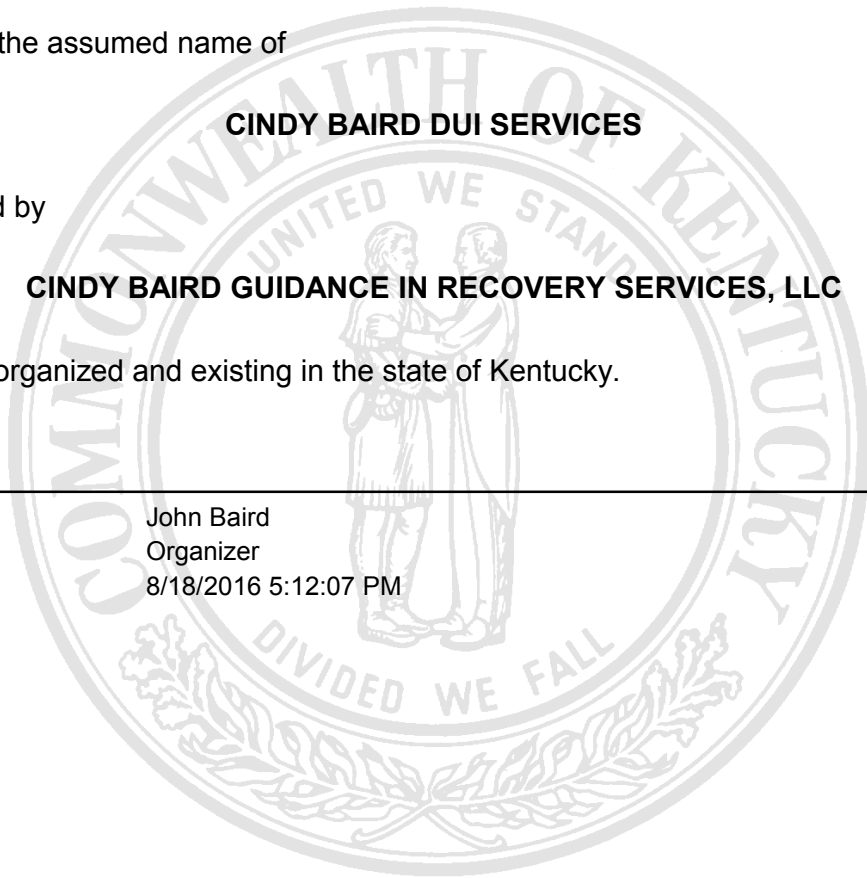 the assumed name of
CINDY BAIRD DUI SERVICES
d by
CINDY BAIRD GUIDANCE IN RECOVERY SERVICES, LLC
organized and existing in the state of Kentucky.
John Baird
Organizer
8/18/2016 5:12:07 PM
COMMONWEALTH OF KENTUCKY
UNITED WE STAND
DIVIDED WE FALL